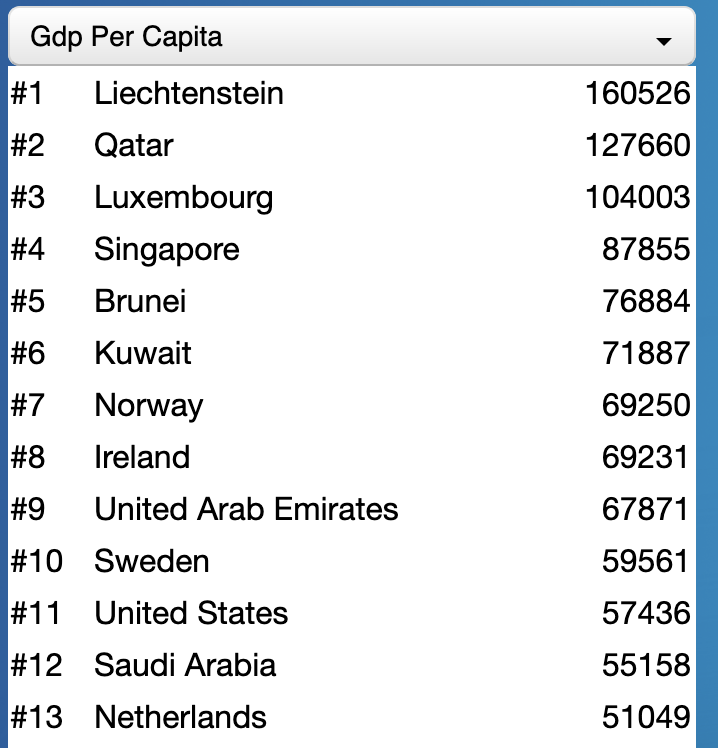 Gdp Per Capita
#1 Liechtenstein 160526
#2 Qatar 127660
#3 Luxembourg 104003
#4 Singapore 87855
#5 Brunei 76884
#6 Kuwait 71887
#7 Norway 69250
#8 Ireland 69231
#9 United Arab Emirates 67871
#10 Sweden 59561
#11 United States 57436
#12 Saudi Arabia 55158
#13 Netherlands 51049